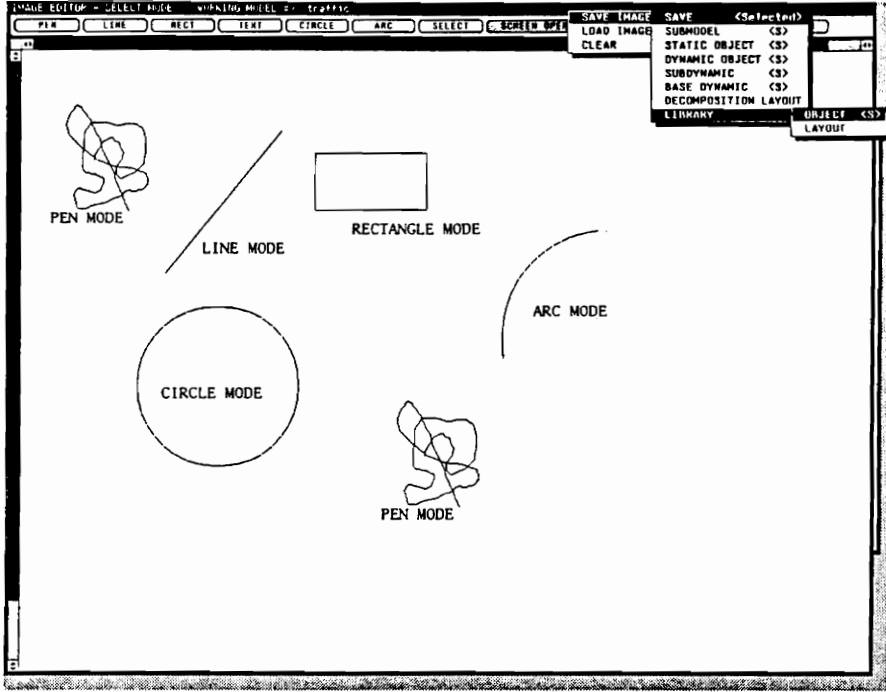 IMAGE EDITOR - SELECT MODE WORKING MODEL => traffic
PEN LINE RECT TEXT CIRCLE ARC SELECT SCREEN OPER
SAVE IMAGE
LOAD IMAGE
CLEAR
SAVE <Selected>
SUBMODEL <S>
STATIC OBJECT <S>
DYNAMIC OBJECT <S>
SUBDYNAMIC <S>
BASE DYNAMIC <S>
DECOMPOSITION LAYOUT
LIBRARY
OBJECT <S>
LAYOUT
PEN MODE
LINE MODE
RECTANGLE MODE
ARC MODE
CIRCLE MODE
PEN MODE